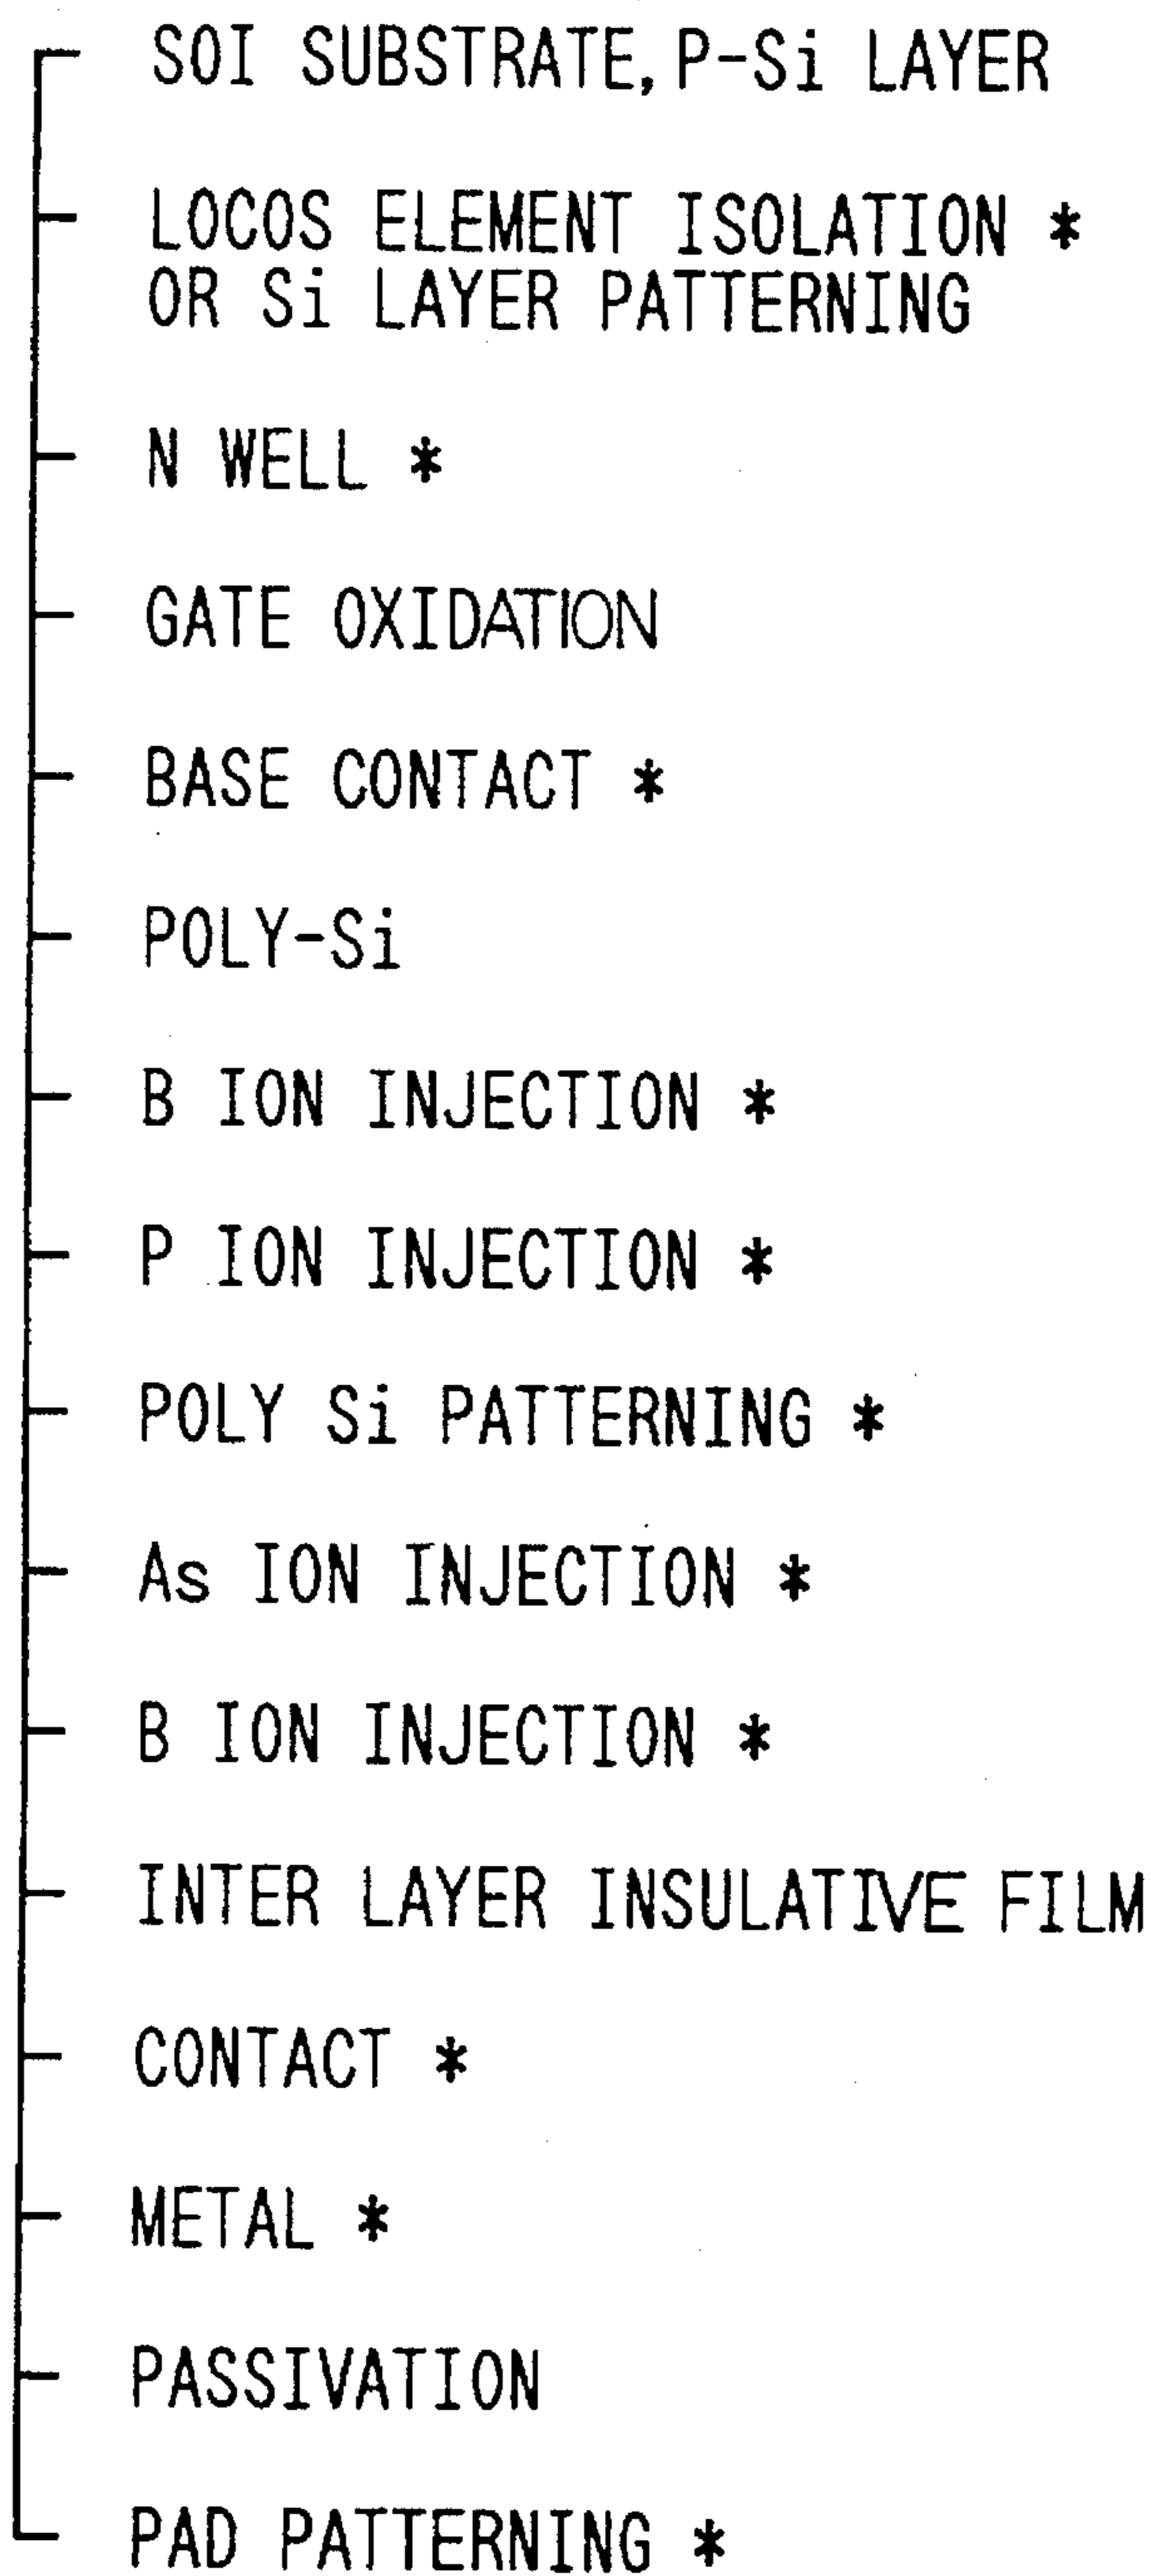 SOI SUBSTRATE, P-Si LAYER
LOCOS ELEMENT ISOLATION *
OR Si LAYER PATTERNING
N WELL *
GATE OXIDATION
BASE CONTACT *
POLY-Si
B ION INJECTION *
P ION INJECTION *
POLY Si PATTERNING *
As ION INJECTION *
B ION INJECTION *
INTER LAYER INSULATIVE FILM
CONTACT *
METAL *
PASSIVATION
PAD PATTERNING *